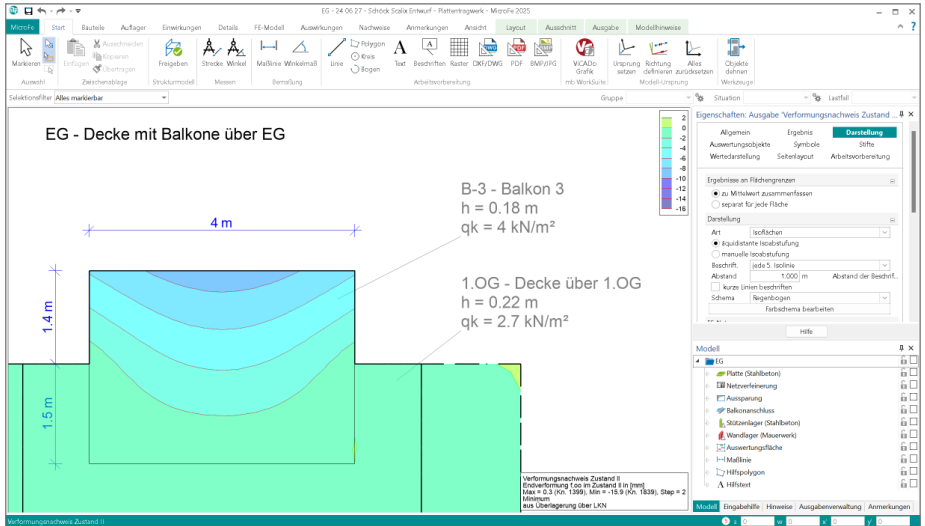 EG - 24 06 27 - Schöck Scalix Entwurf - Plattentragwerk - MicroFe 2025
MicroFe Start Bauteile Auflager Einwirkungen Details FE-Modell Auswirkungen Nachweise Anmerkungen Ansicht Layout Ausschnitt Ausgabe Modellhinweise
Markieren Einfügen Ausschneiden Kopieren Übertragen Freigeben Strecke Winkel Maßlinie Winkelmaß Linie Polygon Kreis Bogen Text Beschriften Raster DXF/DWG PDF BMP/JPG ViCADo Grafik Ursprung setzen Richtung definieren Alles zurücksetzen Objekte dehnen
Auswahl Zwischenablage Strukturmodell Messen Bemaßung Arbeitsvorbereitung mb WorkSuite Modell-Ursprung Werkzeuge
Selektionsfilter Alles markierbar Gruppe Situation Lastfall
EG - Decke mit Balkone über EG
2
0
-2
-4
-6
-8
-10
-12
-14
-16
B-3 - Balkon 3
h = 0.18 m
qk = 4 kN/m²
4 m
1.OG - Decke über 1.OG
h = 0.22 m
qk = 2.7 kN/m²
1.4 m
1.5 m
Verformungsnachweis Zustand II
Endverformung f,oo im Zustand II in [mm]
Max = 0.3 (Kn. 1399), Min = -15.9 (Kn. 1839), Step = 2
Minimum
aus Überlagerung über LKN
Eigenschaften: Ausgabe 'Verformungsnachweis Zustand ...
Allgemein Ergebnis Darstellung
Auswertungsobjekte Symbole Stifte
Wertedarstellung Seitenlayout Arbeitsvorbereitung
Ergebnisse an Flächengrenzen
zu Mittelwert zusammenfassen
separat für jede Fläche
Darstellung
Art Isoflächen
äquidistante Isoabstufung
manuelle Isoabstufung
Beschrift. jede 5. Isolinie
Abstand 1.000 m Abstand der Beschrif...
kurze Linien beschriften
Schema Regenbogen
Farbschema bearbeiten
Hilfe
Modell
EG
Platte (Stahlbeton)
Netzverfeinerung
Aussparung
Balkonanschluss
Stützenlager (Stahlbeton)
Wandlager (Mauerwerk)
Auswertungsfläche
Maßlinie
Hilfspolygon
Hilfstext
Modell Eingabehilfe Hinweise Ausgabenverwaltung Anmerkungen
Verformungsnachweis Zustand II s 0 w 0 x' 0 y' 0